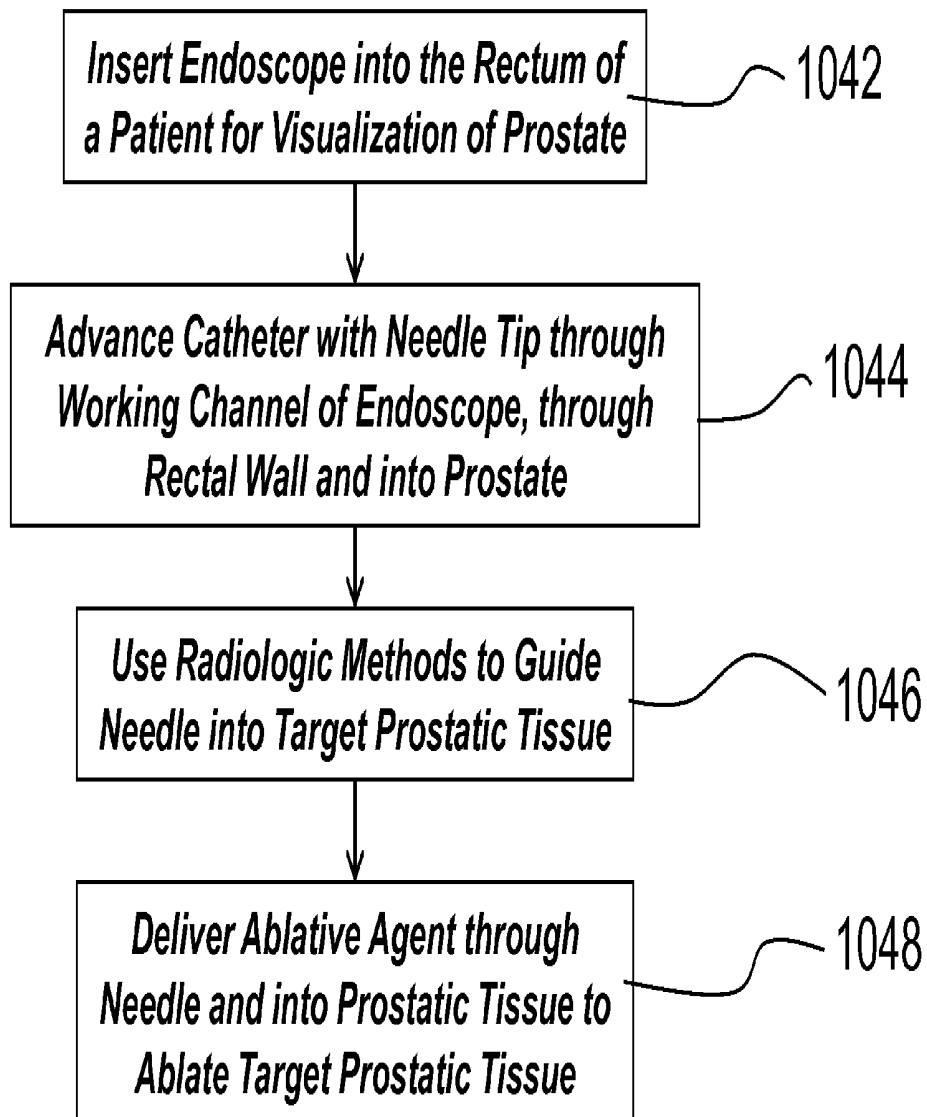 Insert Endoscope into the Rectum of
a Patient for Visualization of Prostate
1042
Advance Catheter with Needle Tip through
Working Channel of Endoscope, through
Rectal Wall and into Prostate
1044
Use Radiologic Methods to Guide
Needle into Target Prostatic Tissue
1046
Deliver Ablative Agent through
Needle and into Prostatic Tissue to
Ablate Target Prostatic Tissue
1048